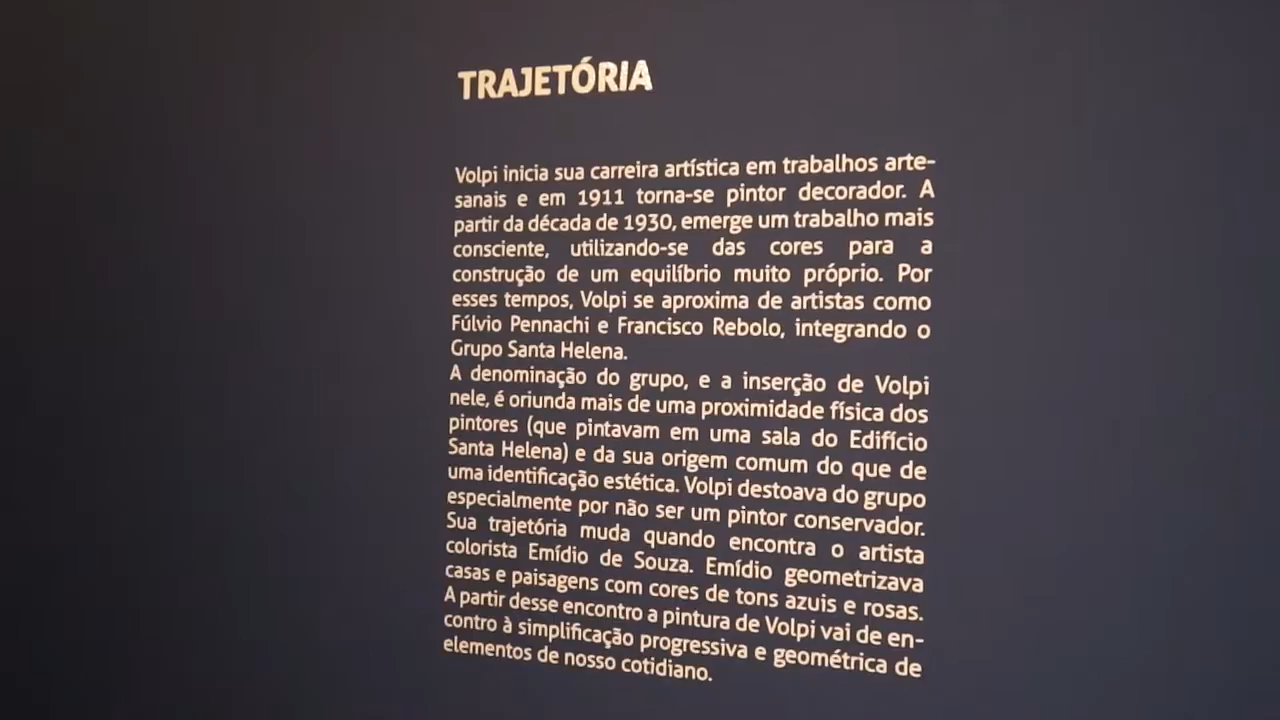 TRAJETÓRIA
Volpi inicia sua carreira artística em trabalhos arte-
sanais e em 1911 torna-se pintor decorador. A
partir da década de 1930, emerge um trabalho mais
consciente, utilizando-se das cores para a
construção de um equilíbrio muito próprio. Por
esses tempos, Volpi se aproxima de artistas como
Fúlvio Pennachi e Francisco Rebolo, integrando o
Grupo Santa Helena.
A denominação do grupo, e a inserção de Volpi
nele, é oriunda mais de uma proximidade física dos
pintores (que pintavam em uma sala do Edifício
Santa Helena) e da sua origem comum do que de
uma identificação estética. Volpi destoava do grupo
especialmente por não ser um pintor conservador.
Sua trajetória muda quando encontra o artista
colorista Emídio de Souza. Emídio geometrizava
casas e paisagens com cores de tons azuis e rosas.
A partir desse encontro a pintura de Volpi vai de en-
contro à simplificação progressiva e geométrica de
elementos de nosso cotidiano.